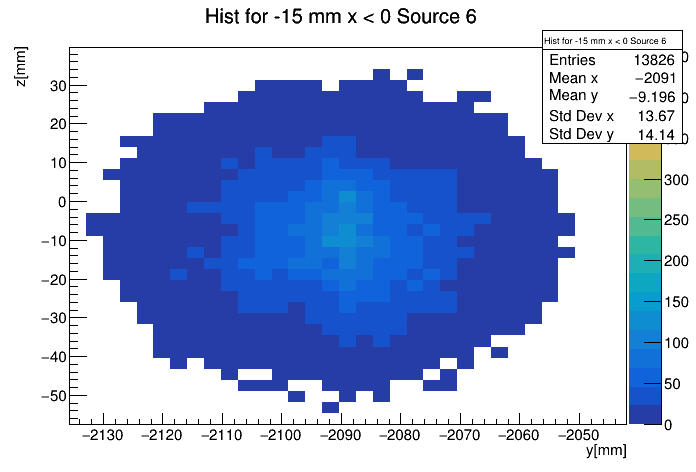 Hist for -15 mm x < 0 Source 6
z[mm]
Hist for -15 mm x < 0 Source 6
Entries 13826
Mean x −2091
Mean y −9.196
Std Dev x 13.67
Std Dev y 14.14
30
20
10
0
−10
−20
−30
−40
−50
−2130 −2120 −2110 −2100 −2090 −2080 −2070 −2060 −2050
y[mm]
300
250
200
150
100
50
0